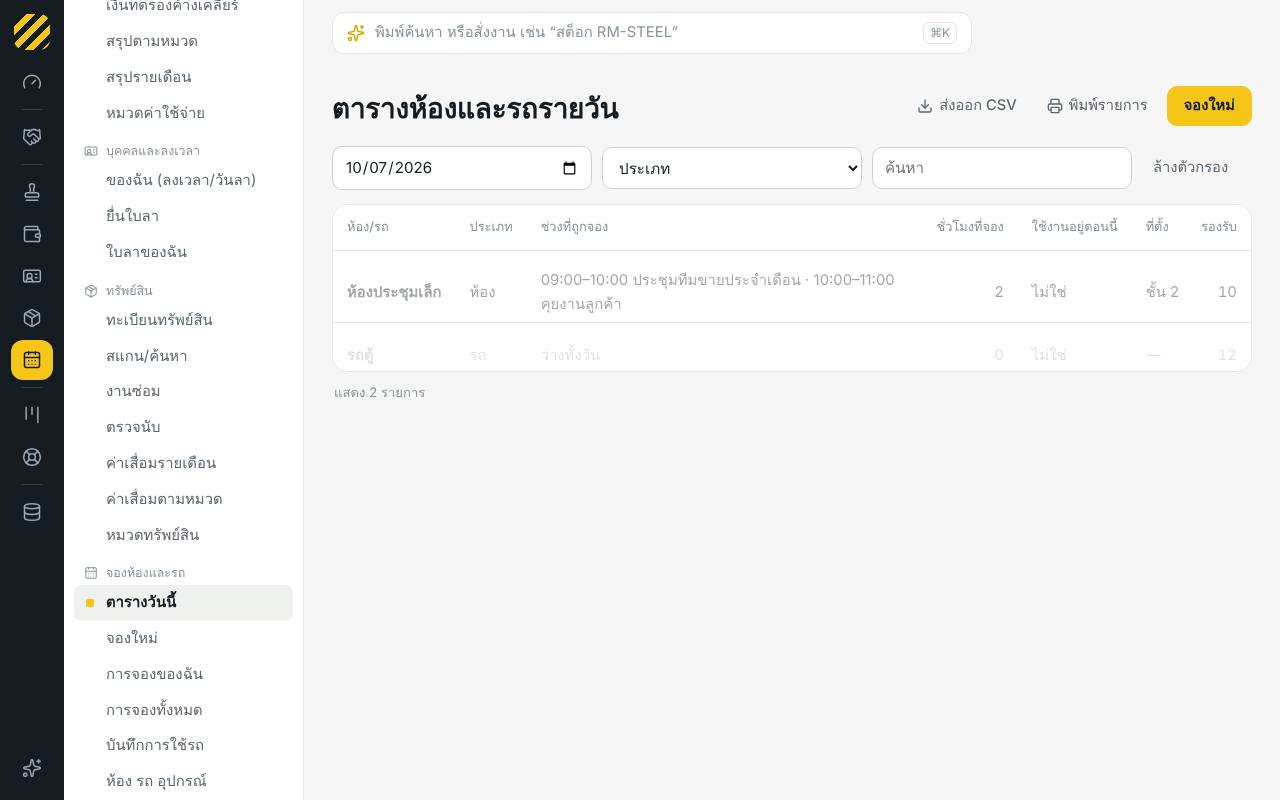 เงินทดรองค้างเคลียร์
สรุปตามหมวด
สรุปรายเดือน
หมวดค่าใช้จ่าย
บุคคลและลงเวลา
ของฉัน (ลงเวลา/วันลา)
ยื่นใบลา
ใบลาของฉัน
ทรัพย์สิน
ทะเบียนทรัพย์สิน
สแกน/ค้นหา
งานซ่อม
ตรวจนับ
ค่าเสื่อมรายเดือน
ค่าเสื่อมตามหมวด
หมวดทรัพย์สิน
จองห้องและรถ
ตารางวันนี้
จองใหม่
การจองของฉัน
การจองทั้งหมด
บันทึกการใช้รถ
ห้อง รถ อุปกรณ์
พิมพ์ค้นหา หรือสั่งงาน เช่น “สต็อก RM-STEEL” ⌘K
ตารางห้องและรถรายวัน
ส่งออก CSV พิมพ์รายการ จองใหม่
10/07/2026 ประเภท ค้นหา ล้างตัวกรอง
ห้อง/รถ ประเภท ช่วงที่ถูกจอง ชั่วโมงที่จอง ใช้งานอยู่ตอนนี้ ที่ตั้ง รองรับ
ห้องประชุมเล็ก ห้อง 09:00–10:00 ประชุมทีมขายประจำเดือน · 10:00–11:00 2 ไม่ใช่ ชั้น 2 10
คุยงานลูกค้า
รถตู้ รถ ว่างทั้งวัน 0 ไม่ใช่ — 12
แสดง 2 รายการ